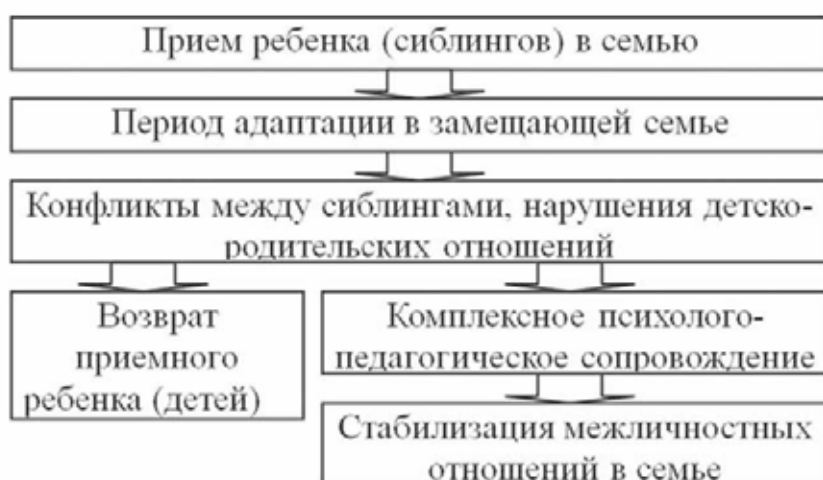 Прием ребенка (сиблингов) в семью
Период адаптации в замещающей семье
Конфликты между сиблингами, нарушения детско-
родительских отношений
Возврат
приемного
ребенка (детей)
Комплексное психолого-
педагогическое сопровождение
Стабилизация межличностных
отношений в семье